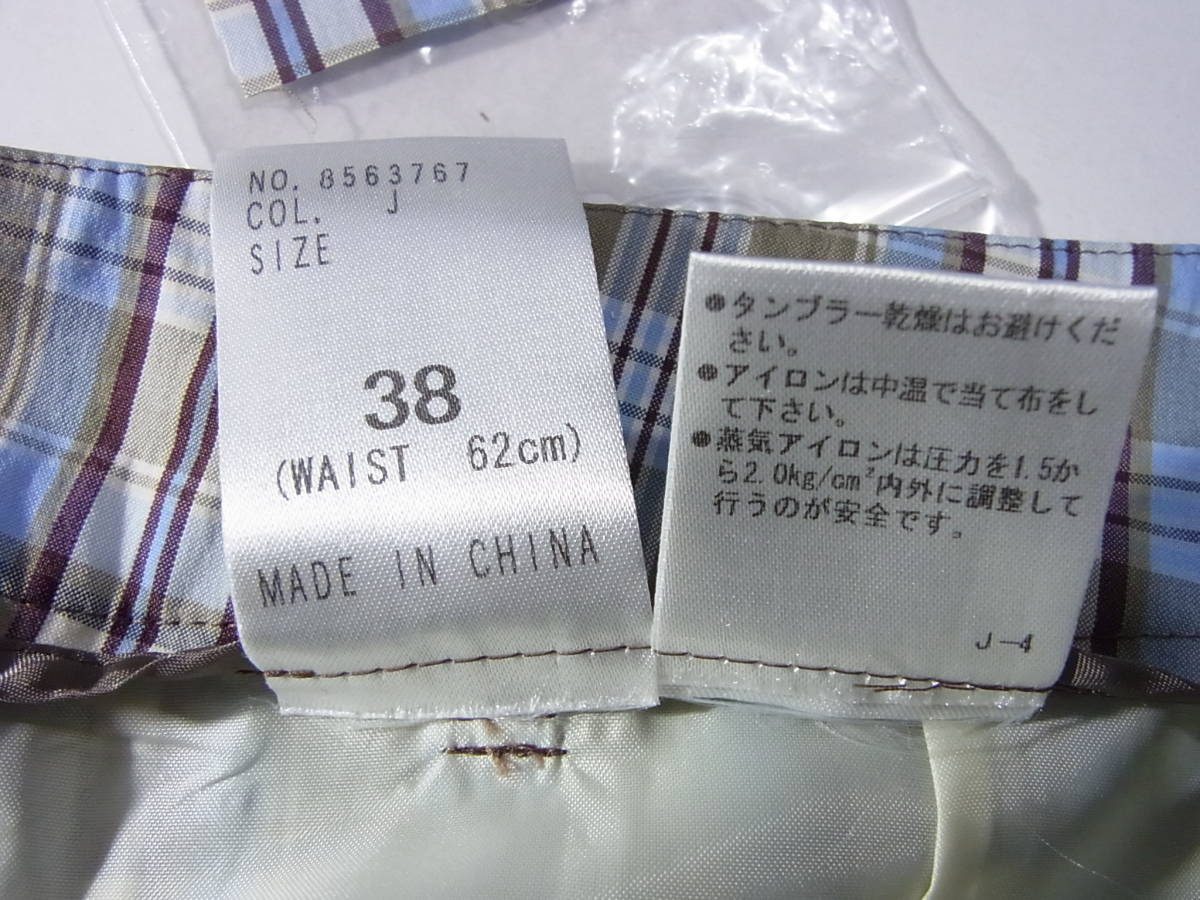 NO. 8563767
COL. J
SIZE
38
(WAIST 62cm)
MADE IN CHINA
●タンブラー乾燥はお避けくだ
さい。
●アイロンは中温で当て布をし
て下さい。
●蒸気アイロンは圧力を1.5か
ら2.0kg/cm²内外に調整して
行うのが安全です。
J-4